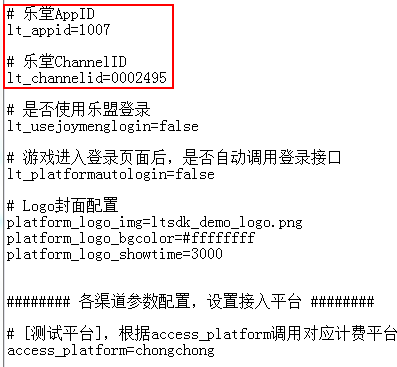 # 乐堂AppID
lt_appid=1007
# 乐堂ChannelID
lt_channelid=0002495
# 是否使用乐盟登录
lt_usejoymenglogin=false
# 游戏进入登录页面后，是否自动调用登录接口
lt_platformautologin=false
# Logo封面配置
platform_logo_img=ltsdk_demo_logo.png
platform_logo_bgcolor=#ffffffff
platform_logo_showtime=3000
######## 各渠道参数配置，设置接入平台 ########
# [测试平台]，根据access_platform调用对应计费平台
access_platform=chongchong